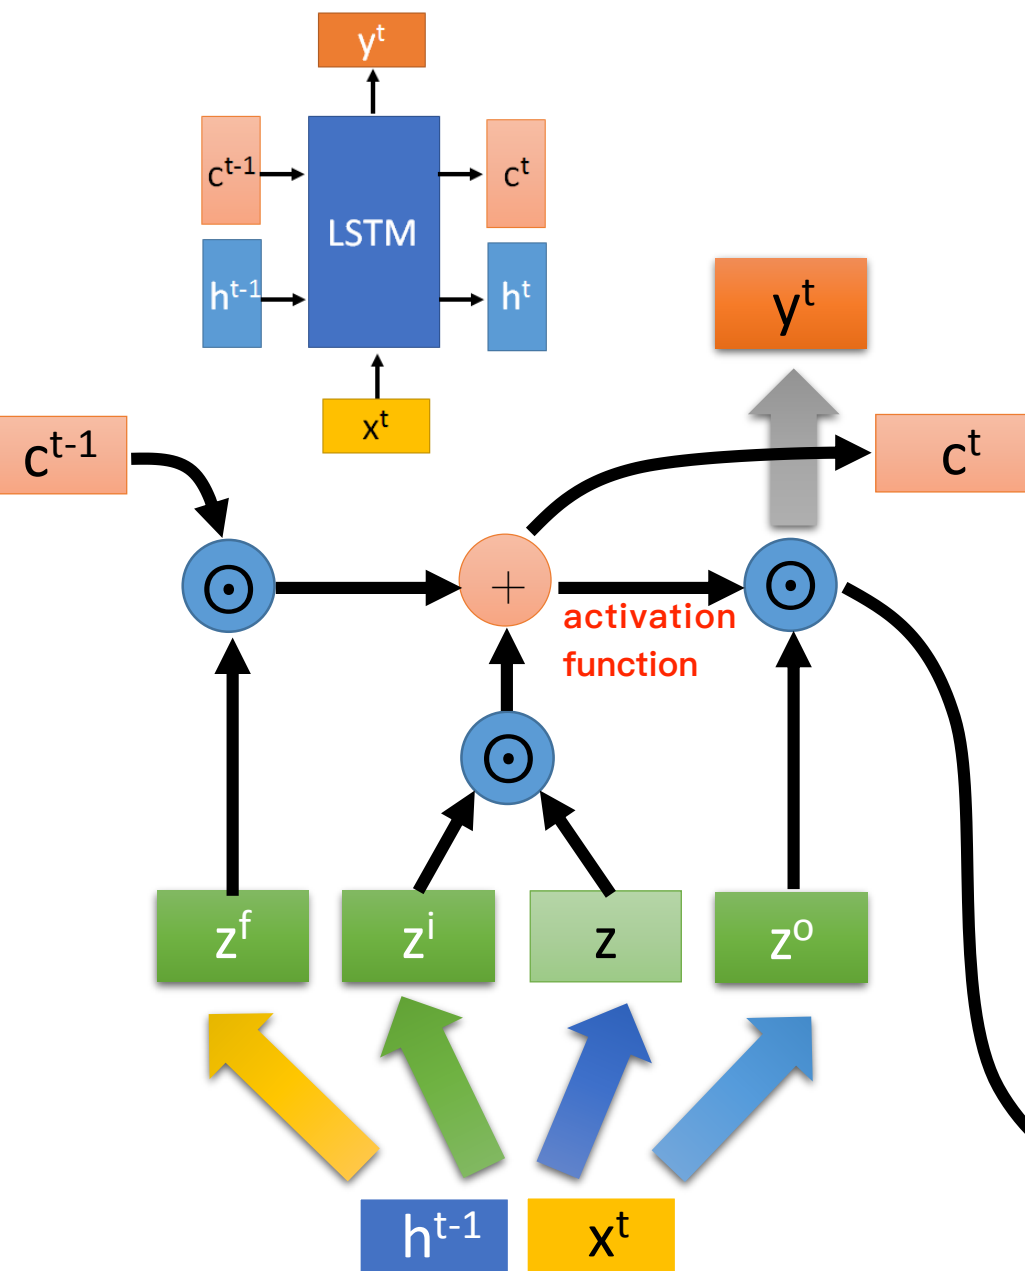 yᵗ
cᵗ⁻¹
cᵗ
LSTM
hᵗ⁻¹
hᵗ
xᵗ
yᵗ
cᵗ⁻¹
cᵗ
⊙
+
⊙
activation
function
⊙
zᶠ
zⁱ
z
zᵒ
hᵗ⁻¹
xᵗ